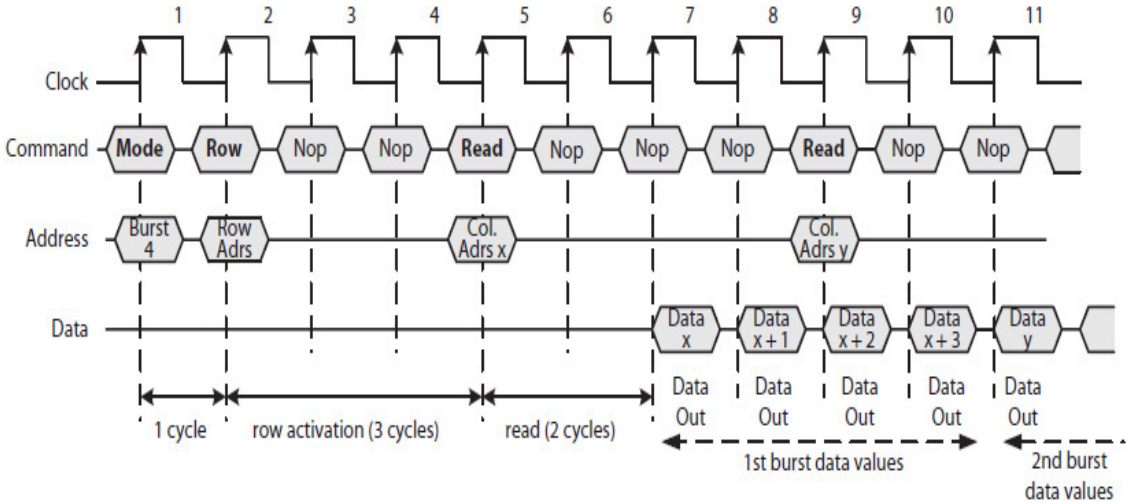 1 2 3 4 5 6 7 8 9 10 11
Clock
Command Mode Row Nop Nop Read Nop Nop Nop Read Nop Nop
Address
Burst
4
Row
Adrs
Col.
Adrs x
Col.
Adrs y
Data
Data
x
Data
x + 1
Data
x + 2
Data
x + 3
Data
y
1 cycle
row activation (3 cycles)
read (2 cycles)
Data
Out
Data
Out
Data
Out
Data
Out
Data
Out
1st burst data values
2nd burst
data values